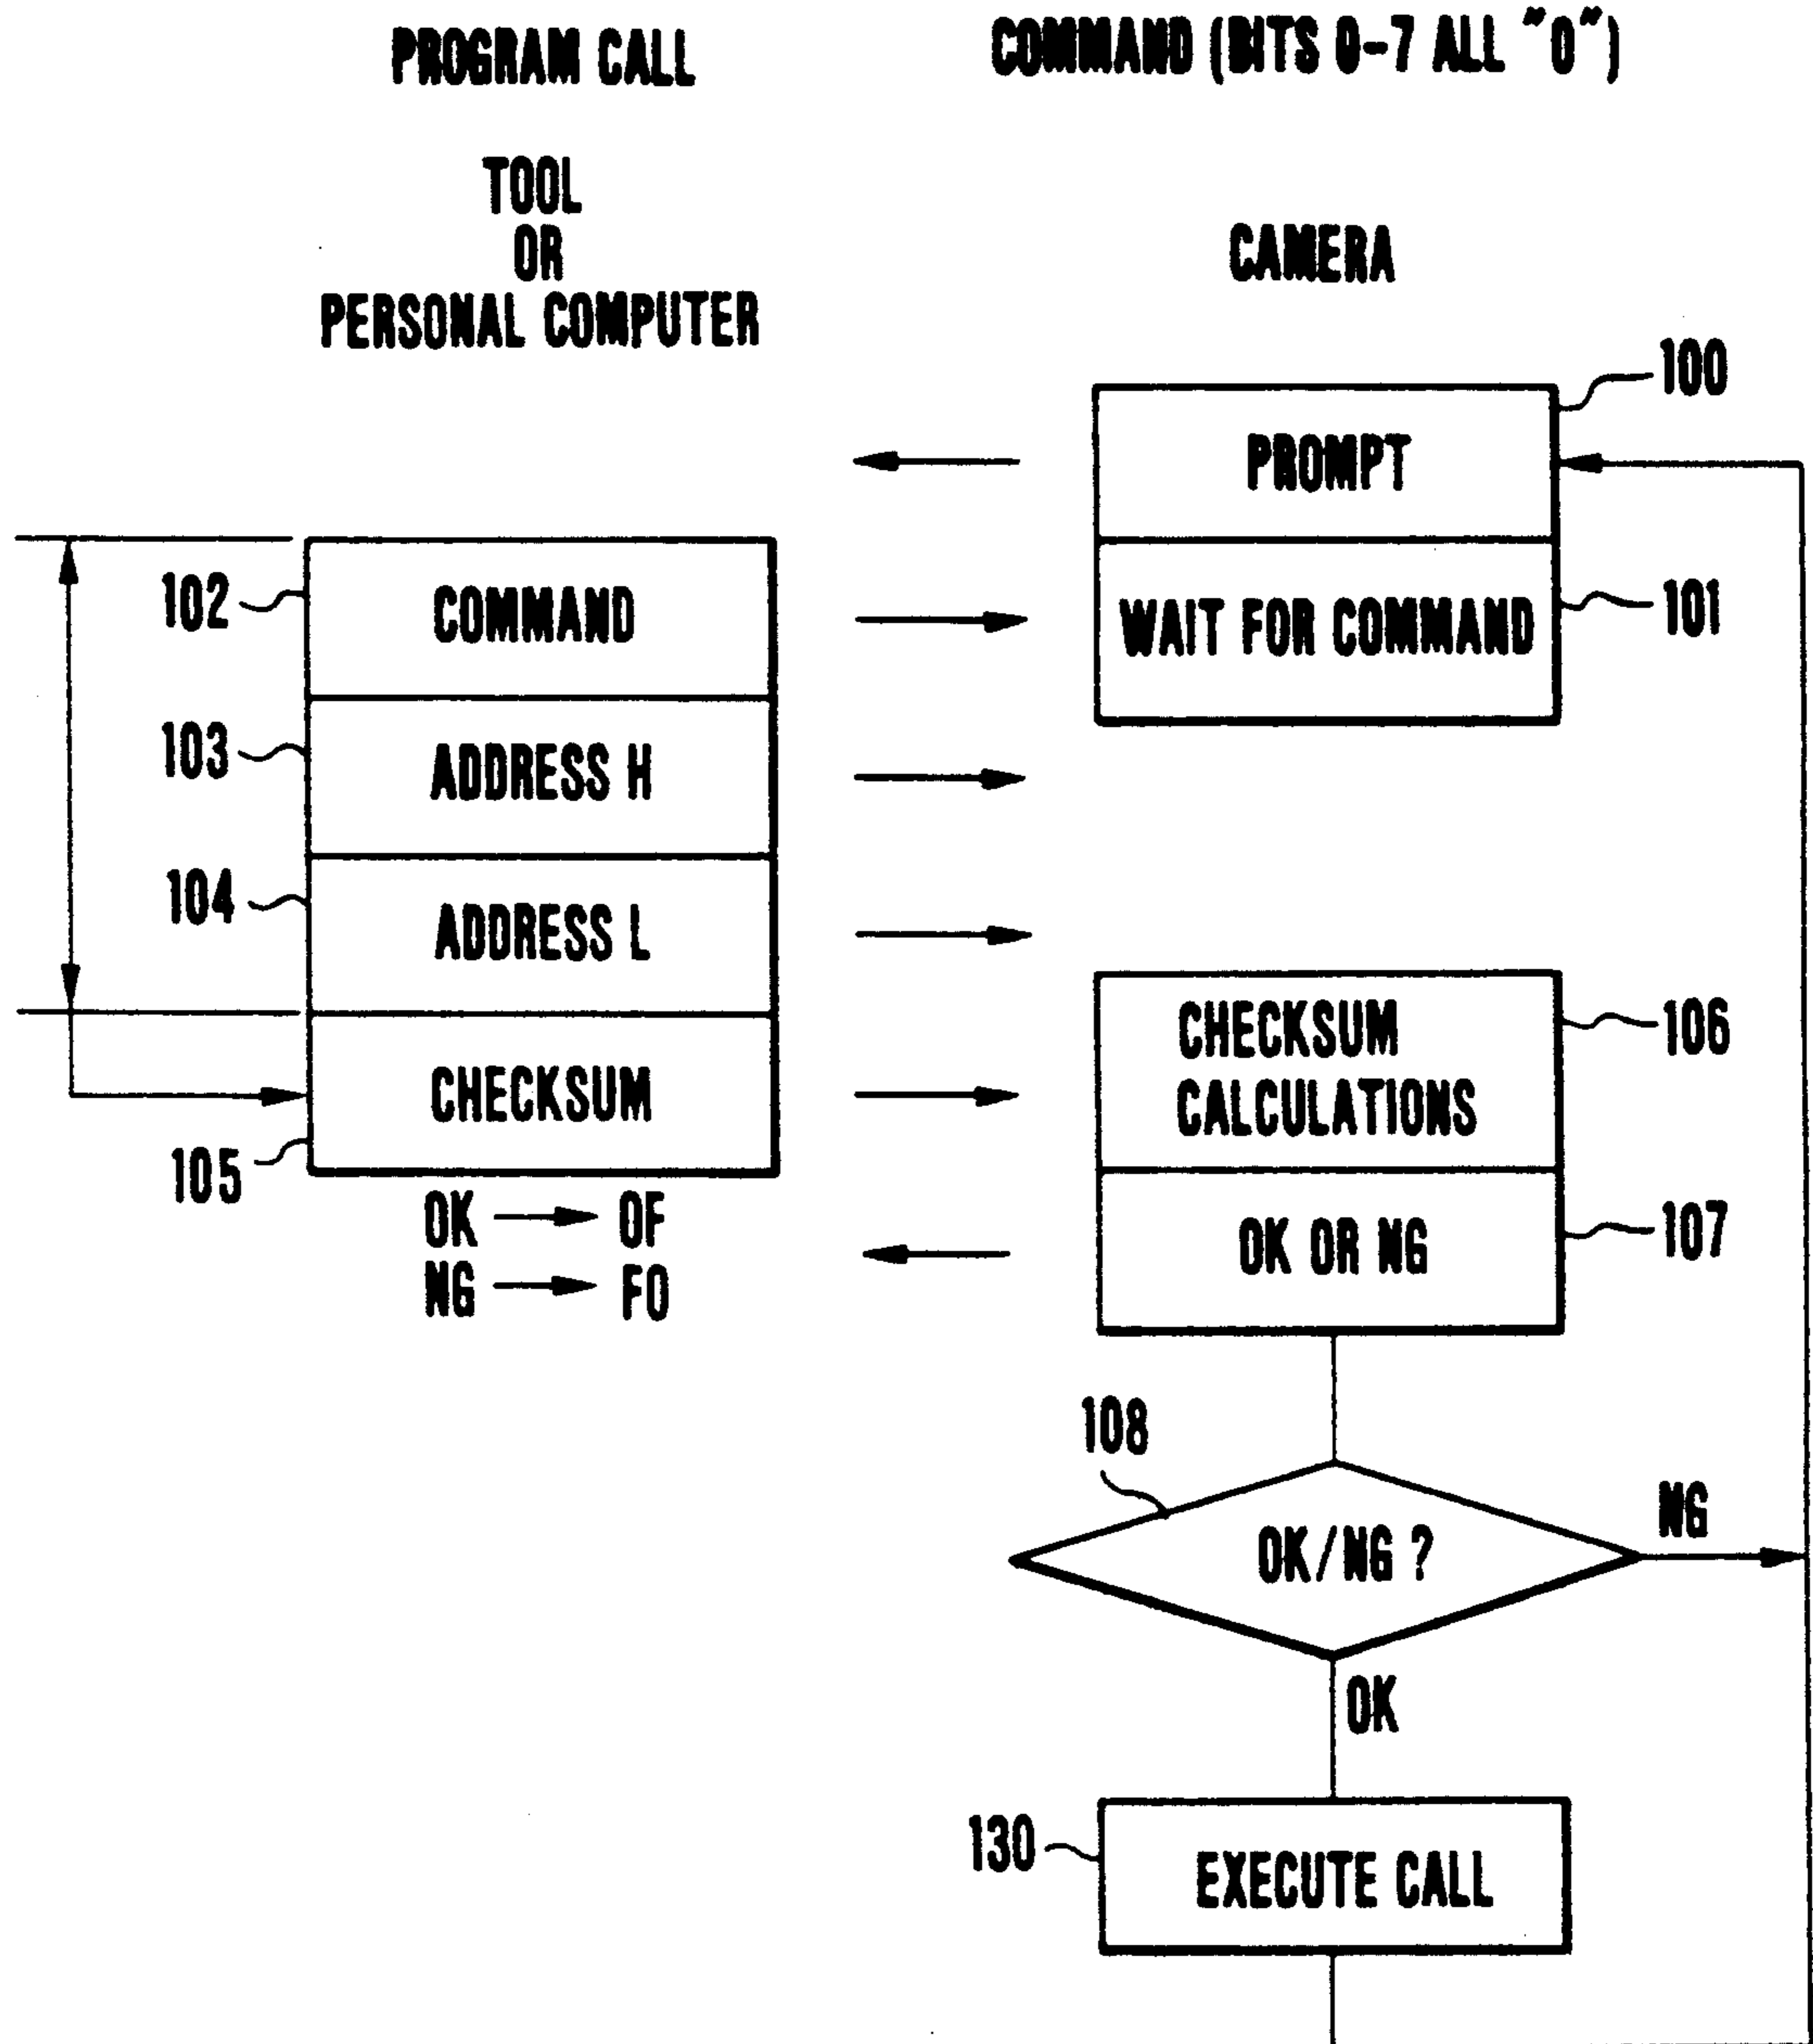 PROGRAM CALL
COMMAND (BITS 0-7 ALL "0")
TOOL
OR
PERSONAL COMPUTER
CAMERA
100
PROMPT
102
COMMAND
WAIT FOR COMMAND
101
103
ADDRESS H
104
ADDRESS L
CHECKSUM
CALCULATIONS
106
CHECKSUM
105
OK → OF
NG → FO
OK OR NG
107
108
OK/NG ?
NG
OK
130
EXECUTE CALL